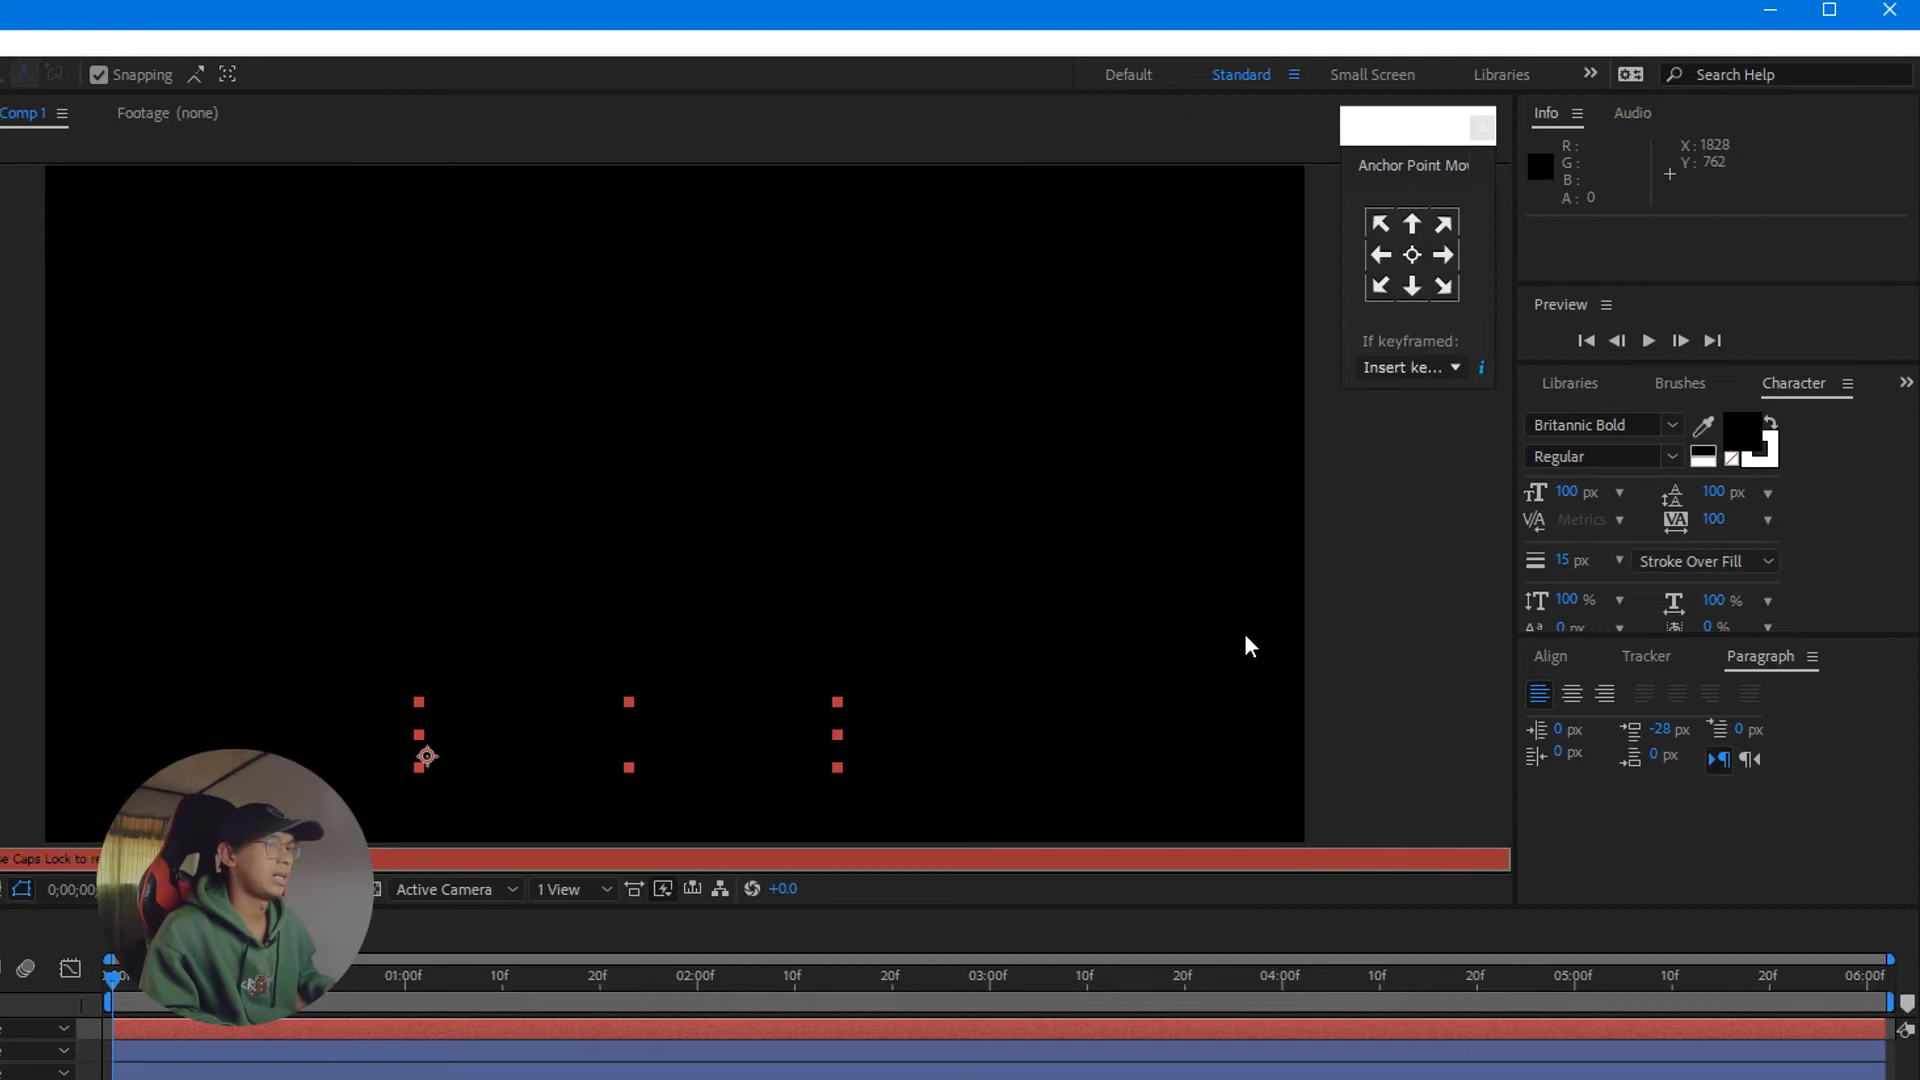 Snapping
Default
Standard
Small Screen
Libraries
Search Help
Comp 1
Footage (none)
Info
Audio
R :
G :
B :
A : 0
X : 1828
Y : 762
Anchor Point Mov
If keyframed:
Insert ke...
Preview
Libraries
Brushes
Character
Britannic Bold
Regular
100 px
100 px
Metrics
100
15 px
Stroke Over Fill
100 %
100 %
0 px
0 %
Align
Tracker
Paragraph
0 px
-28 px
0 px
0 px
0 px
se Caps Lock to re
0;00;00;
Active Camera
1 View
+0.0
01:00f
10f
20f
02:00f
10f
20f
03:00f
10f
20f
04:00f
10f
20f
05:00f
10f
20f
06:00f